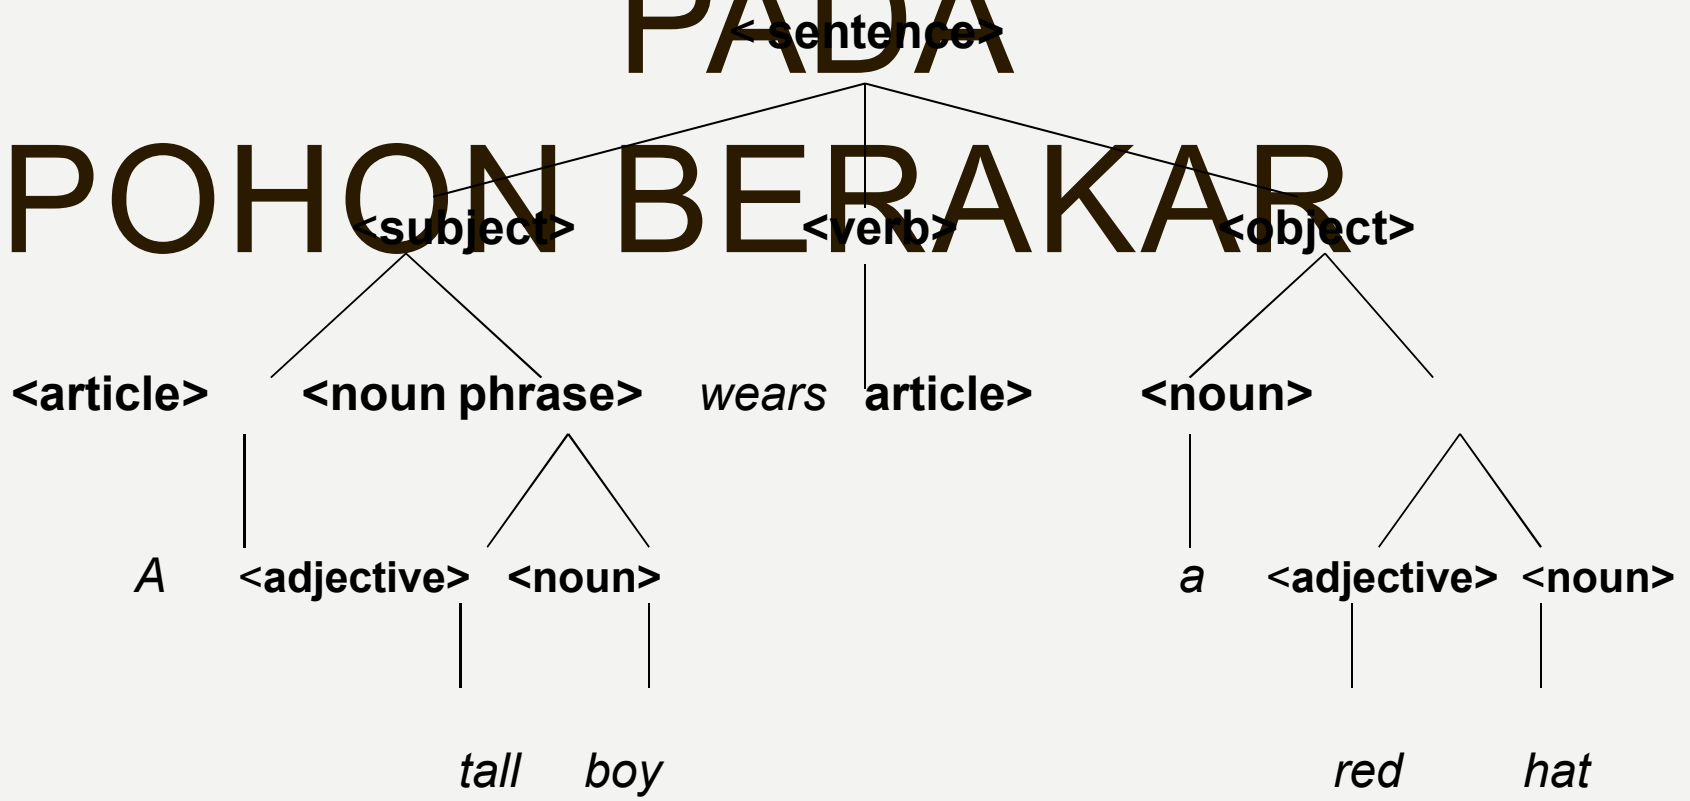 PADA
< sentence>
POHON BERAKAR
<subject> <verb> <object>
<article> <noun phrase> wears article> <noun>
A <adjective> <noun> a <adjective> <noun>
tall boy red hat